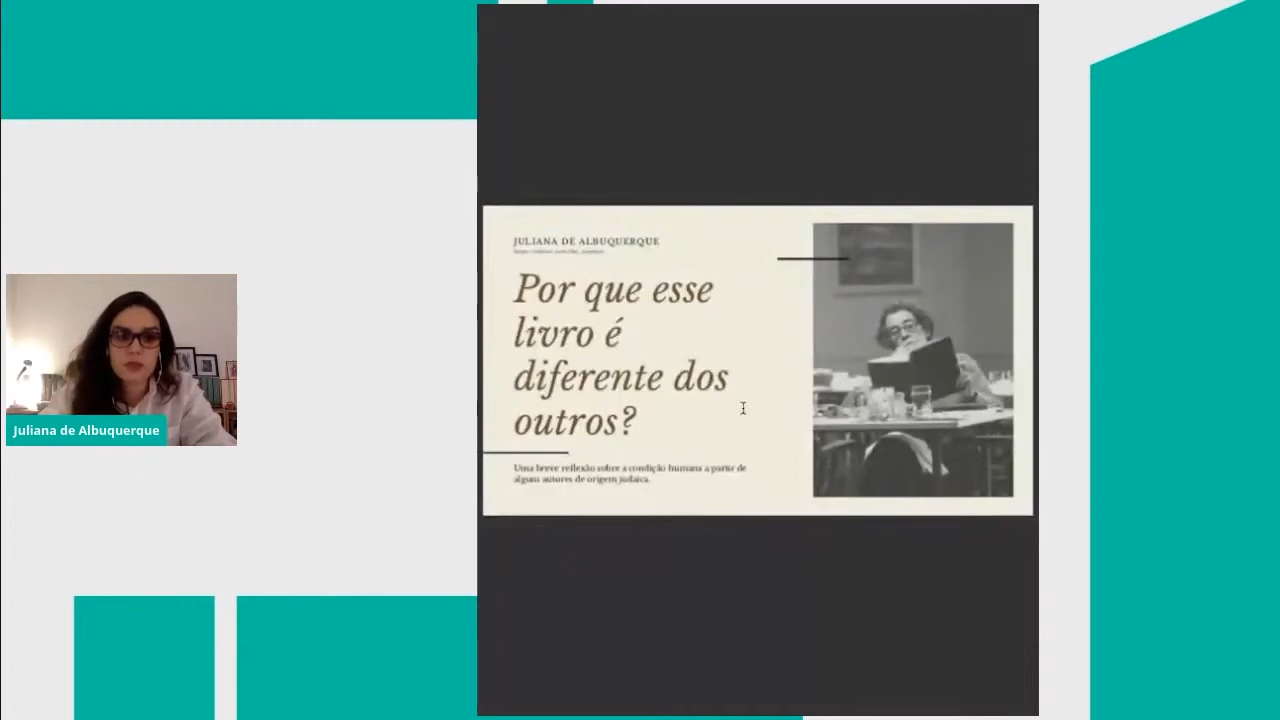 JULIANA DE ALBUQUERQUE
Por que esse
livro é
diferente dos
outros?
Uma breve reflexão sobre a condição humana a partir de
alguns autores de origem judaica.
Juliana de Albuquerque